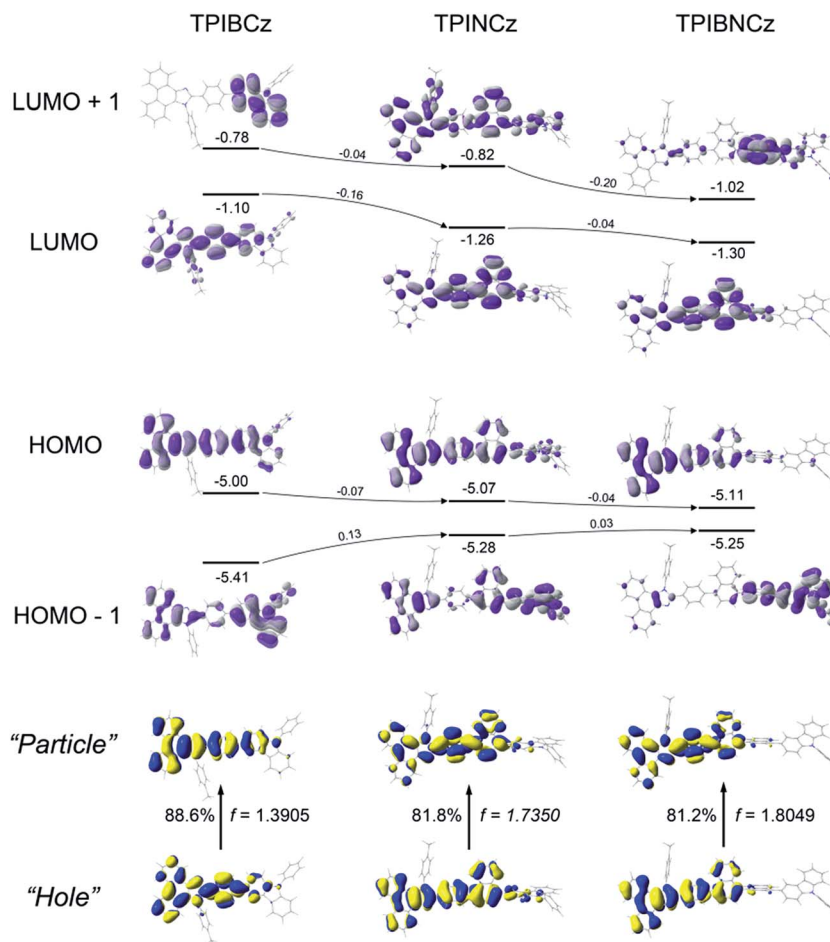 TPIBCz TPINCz TPIBNCz
LUMO + 1
-0.78 -0.04 -0.82 -0.20 -1.02
LUMO
-1.10 -0.16 -1.26 -0.04 -1.30
HOMO
-5.00 -0.07 -5.07 -0.04 -5.11
-5.41 0.13 -5.28 0.03 -5.25
HOMO - 1
“Particle”
88.6% f = 1.3905 81.8% f = 1.7350 81.2% f = 1.8049
“Hole”